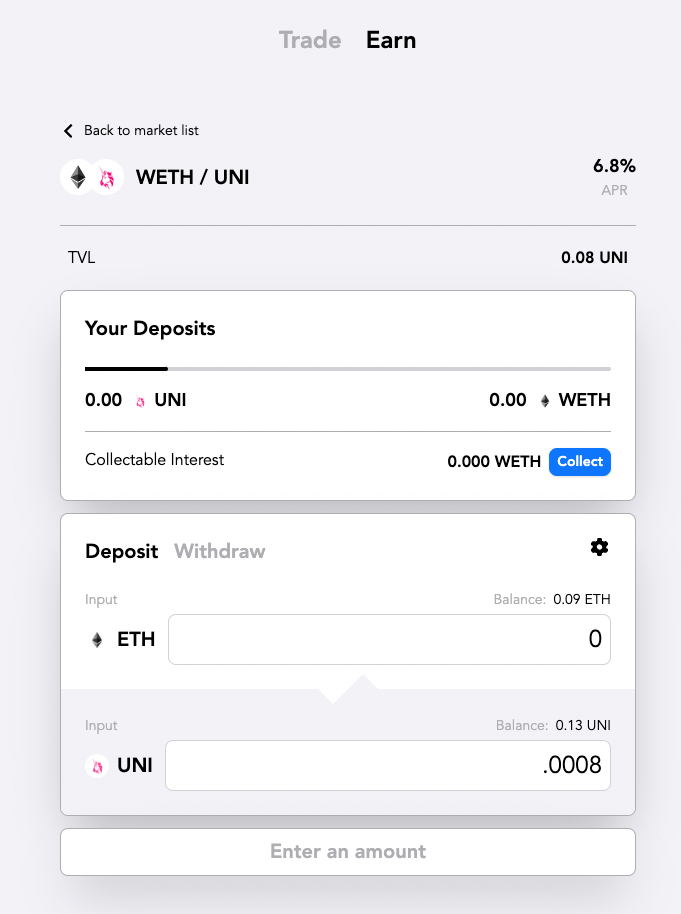 Trade Earn
Back to market list
WETH / UNI 6.8%
APR
TVL 0.08 UNI
Your Deposits
0.00 UNI 0.00 WETH
Collectable Interest 0.000 WETH Collect
Deposit Withdraw
Input Balance: 0.09 ETH
ETH 0
Input Balance: 0.13 UNI
UNI .0008
Enter an amount